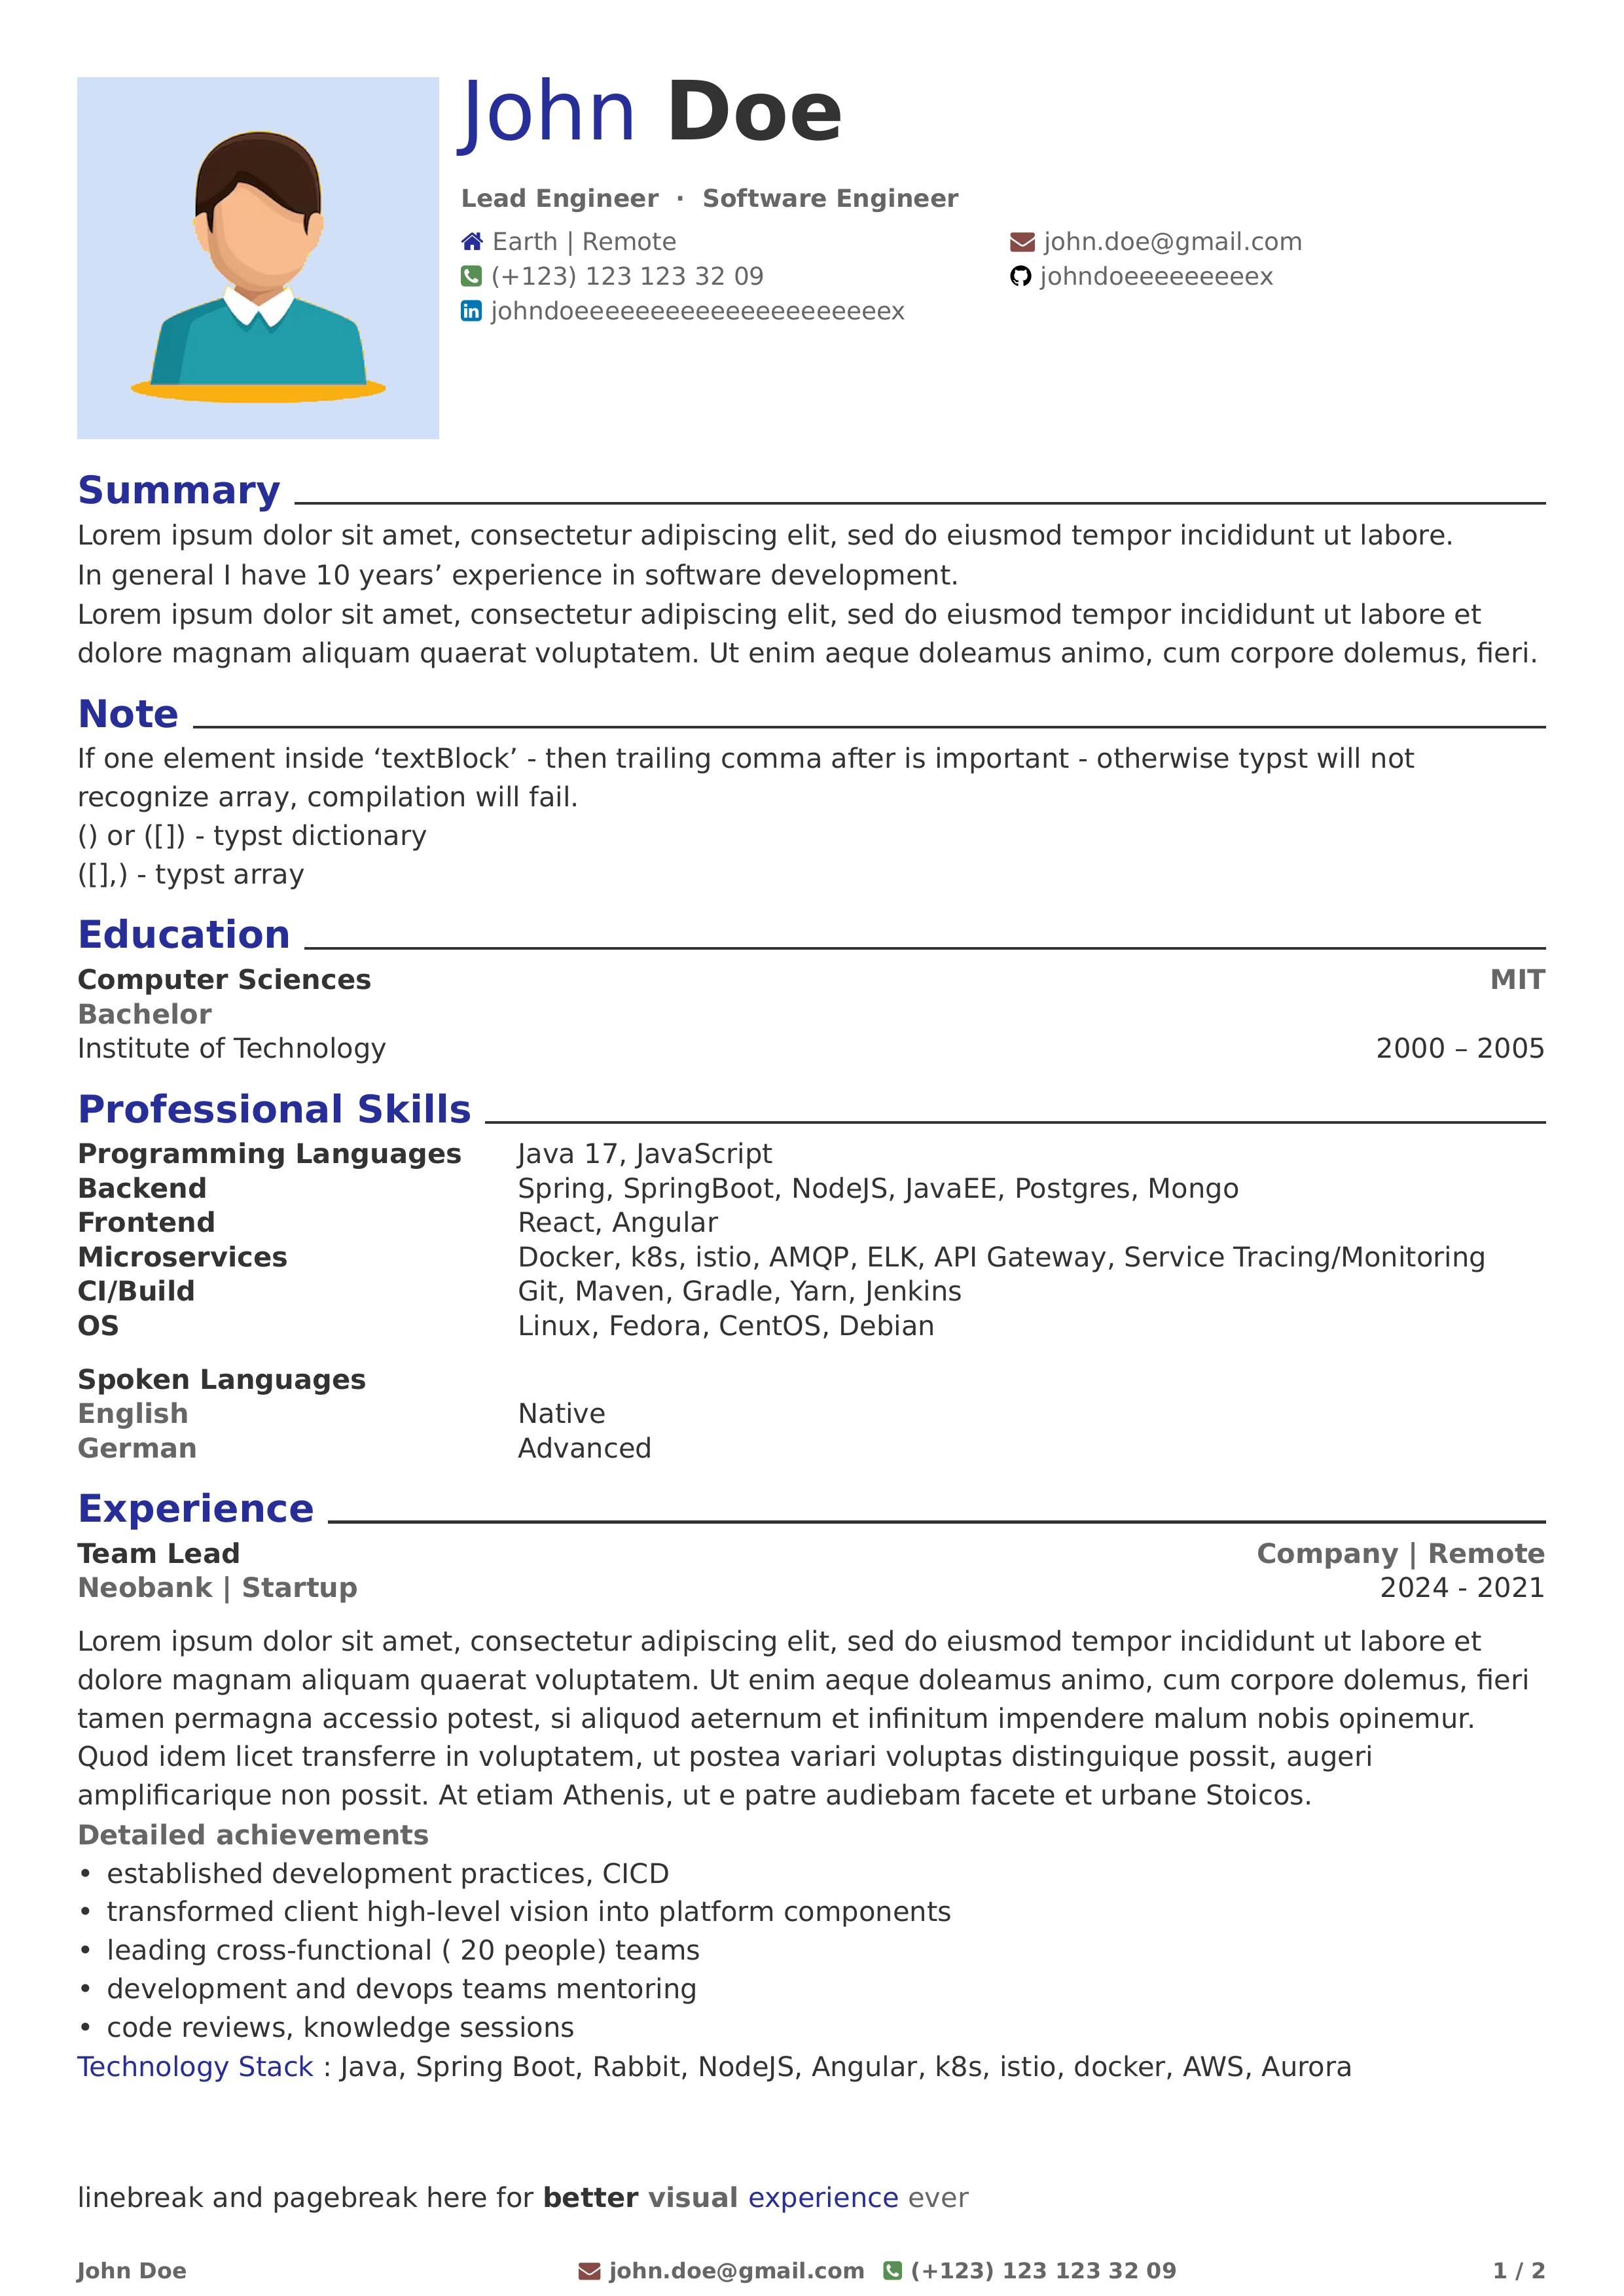 John Doe
Lead Engineer · Software Engineer
Earth | Remote
john.doe@gmail.com
(+123) 123 123 32 09
johndoeeeeeeeeeex
johndoeeeeeeeeeeeeeeeeeeeeex
Summary
Lorem ipsum dolor sit amet, consectetur adipiscing elit, sed do eiusmod tempor incididunt ut labore.
In general I have 10 years’ experience in software development.
Lorem ipsum dolor sit amet, consectetur adipiscing elit, sed do eiusmod tempor incididunt ut labore et
dolore magnam aliquam quaerat voluptatem. Ut enim aeque doleamus animo, cum corpore dolemus, fieri.
Note
If one element inside ‘textBlock’ - then trailing comma after is important - otherwise typst will not
recognize array, compilation will fail.
() or ([]) - typst dictionary
([],) - typst array
Education
Computer Sciences MIT
Bachelor
Institute of Technology 2000 – 2005
Professional Skills
Programming Languages Java 17, JavaScript
Backend Spring, SpringBoot, NodeJS, JavaEE, Postgres, Mongo
Frontend React, Angular
Microservices Docker, k8s, istio, AMQP, ELK, API Gateway, Service Tracing/Monitoring
CI/Build Git, Maven, Gradle, Yarn, Jenkins
OS Linux, Fedora, CentOS, Debian
Spoken Languages
English Native
German Advanced
Experience
Team Lead Company | Remote
Neobank | Startup 2024 - 2021
Lorem ipsum dolor sit amet, consectetur adipiscing elit, sed do eiusmod tempor incididunt ut labore et
dolore magnam aliquam quaerat voluptatem. Ut enim aeque doleamus animo, cum corpore dolemus, fieri
tamen permagna accessio potest, si aliquod aeternum et infinitum impendere malum nobis opinemur.
Quod idem licet transferre in voluptatem, ut postea variari voluptas distinguique possit, augeri
amplificarique non possit. At etiam Athenis, ut e patre audiebam facete et urbane Stoicos.
Detailed achievements
• established development practices, CICD
• transformed client high-level vision into platform components
• leading cross-functional ( 20 people) teams
• development and devops teams mentoring
• code reviews, knowledge sessions
Technology Stack : Java, Spring Boot, Rabbit, NodeJS, Angular, k8s, istio, docker, AWS, Aurora
linebreak and pagebreak here for better visual experience ever
John Doe john.doe@gmail.com (+123) 123 123 32 09 1 / 2